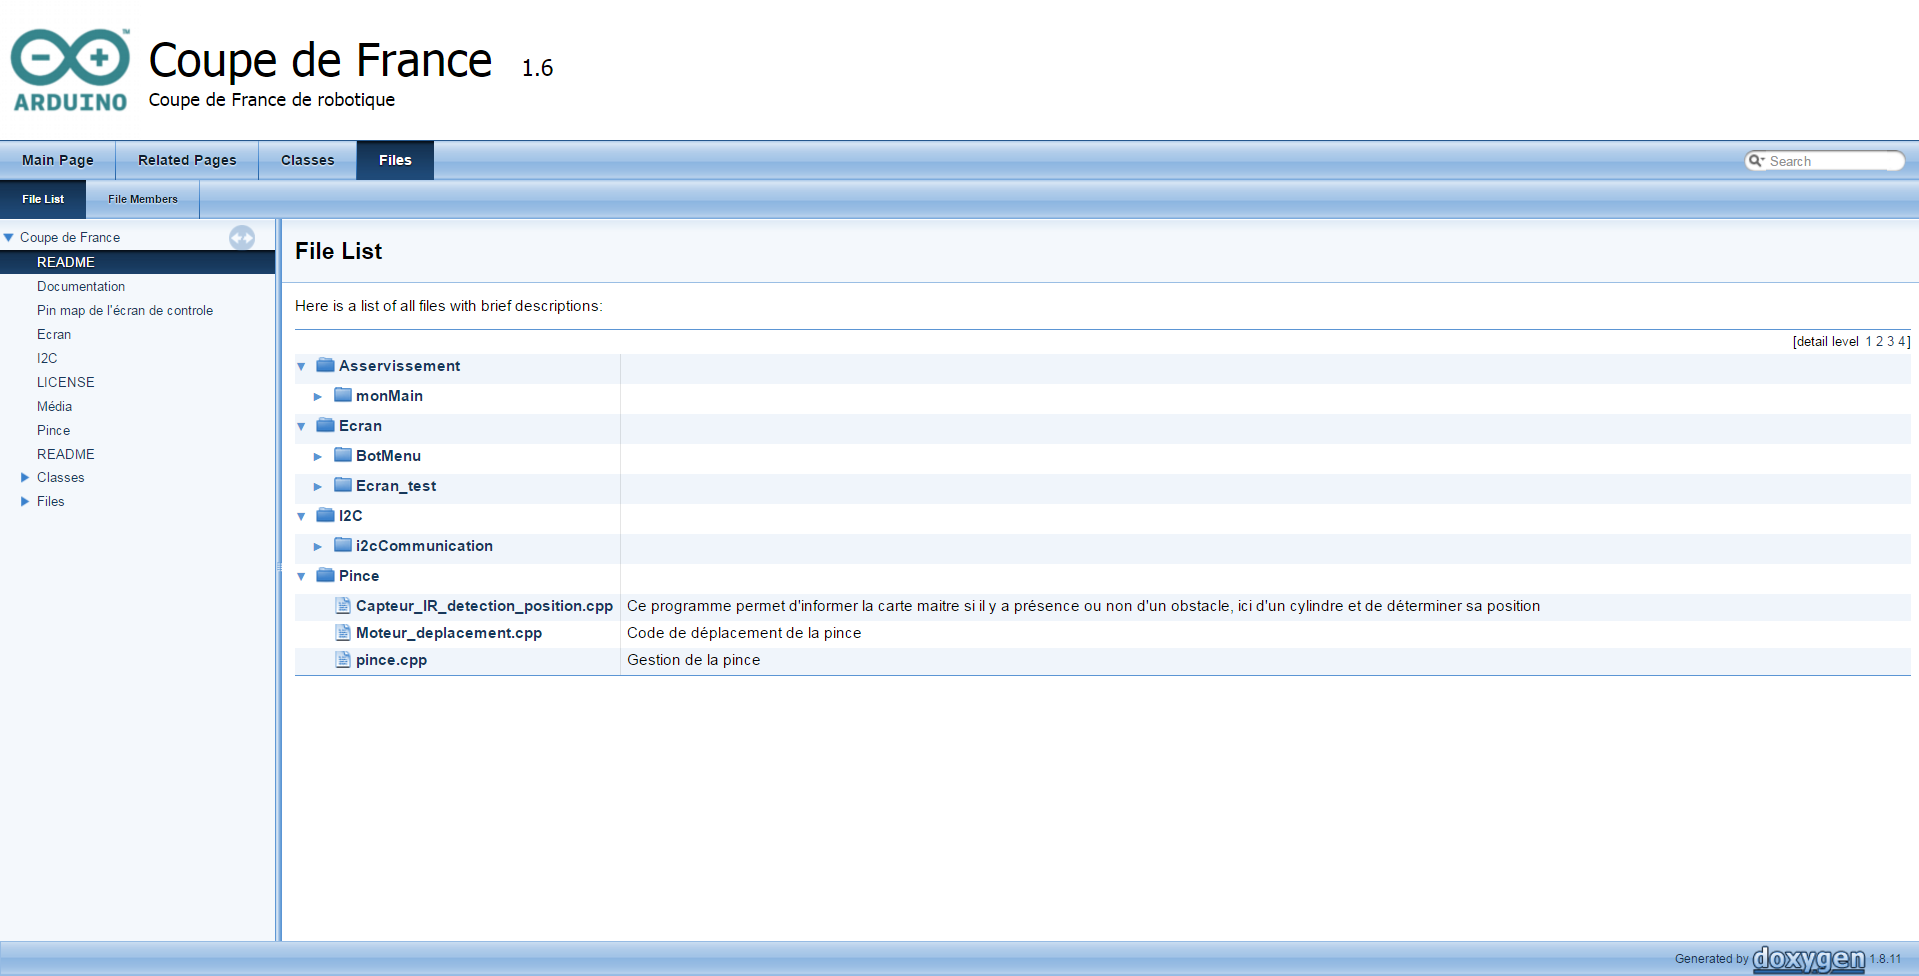 ARDUINO
TM
Coupe de France 1.6
Coupe de France de robotique
Main Page Related Pages Classes Files Search
File List File Members
Coupe de France
README
Documentation
Pin map de l'écran de controle
Ecran
I2C
LICENSE
Média
Pince
README
Classes
Files
File List
Here is a list of all files with brief descriptions:
[detail level 1 2 3 4]
Asservissement
monMain
Ecran
BotMenu
Ecran_test
I2C
i2cCommunication
Pince
Capteur_IR_detection_position.cpp Ce programme permet d'informer la carte maitre si il y a présence ou non d'un obstacle, ici d'un cylindre et de déterminer sa position
Moteur_deplacement.cpp Code de déplacement de la pince
pince.cpp Gestion de la pince
Generated by doxygen 1.8.11